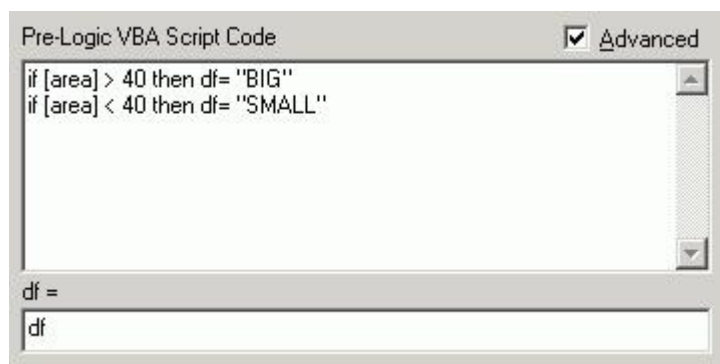 Pre-Logic VBA Script Code Advanced
if [area] > 40 then df= "BIG"
if [area] < 40 then df= "SMALL"
df =
df